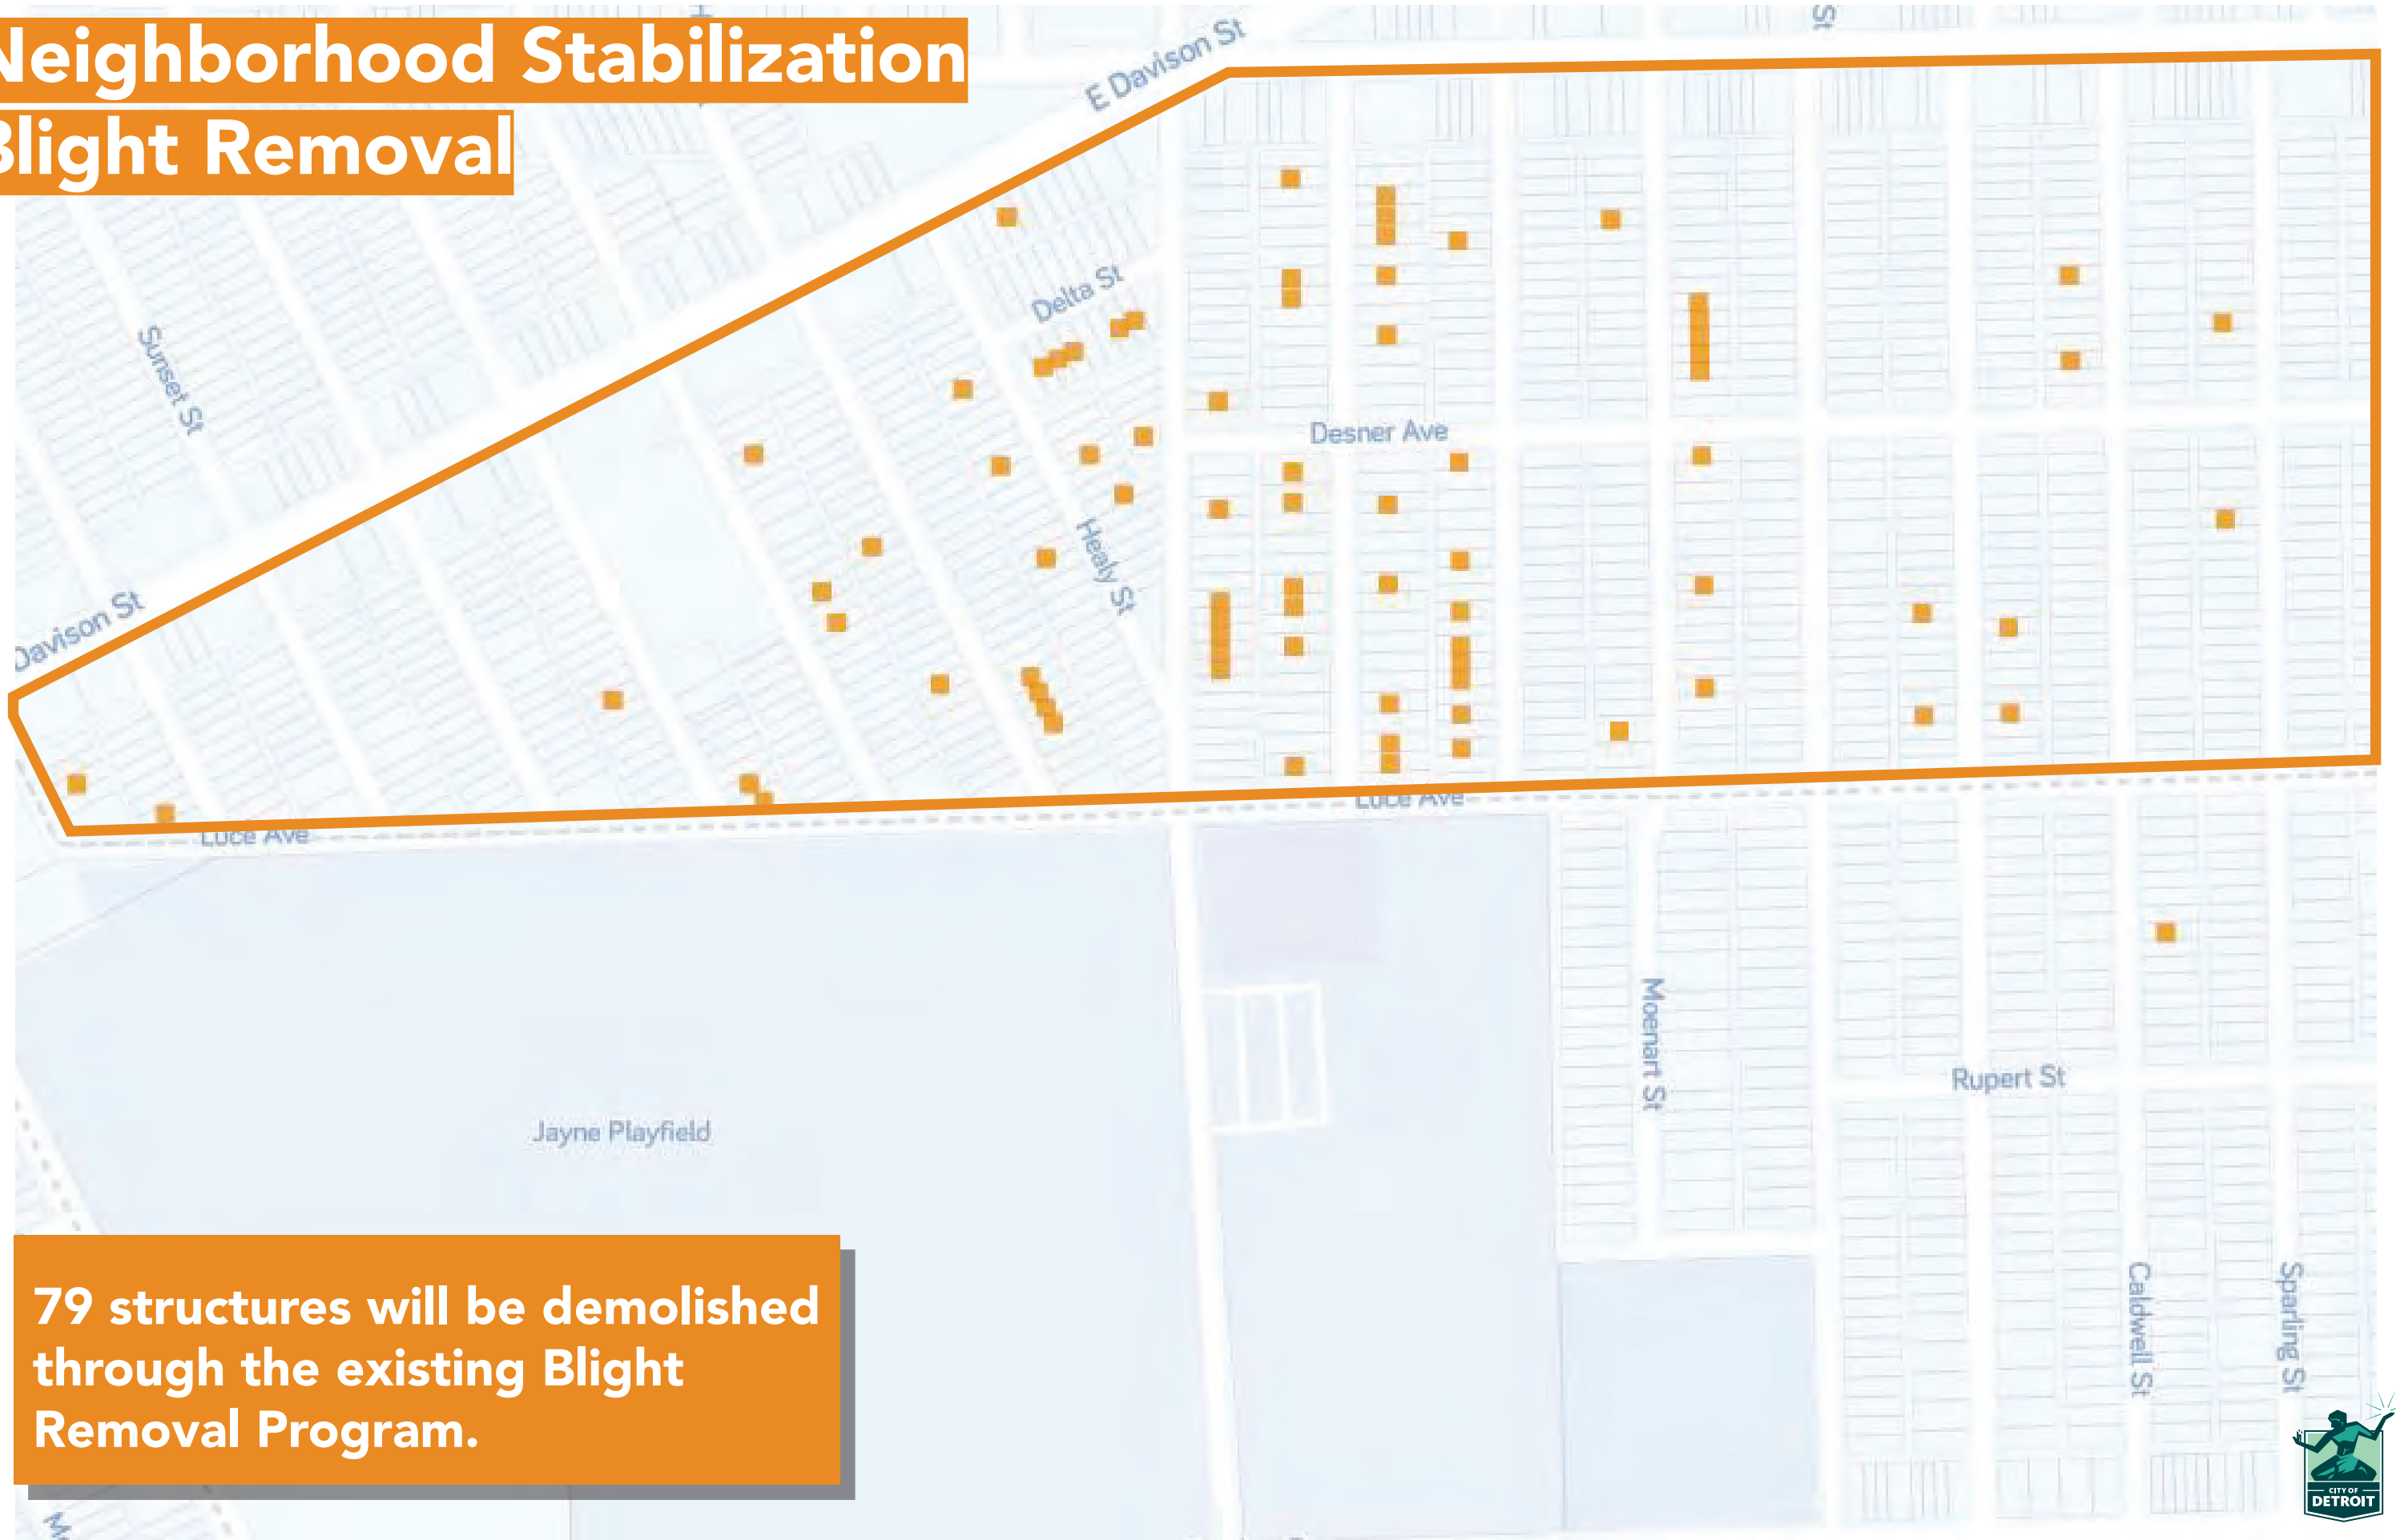 Neighborhood Stabilization
Blight Removal
E Davison St
St
Delta St
Sunset St
Desner Ave
Healy St
Davison St
Luce Ave
Luce Ave
Moenart St
Rupert St
Jayne Playfield
Caldwell St
Sparling St
79 structures will be demolished
through the existing Blight
Removal Program.
CITY OF
DETROIT